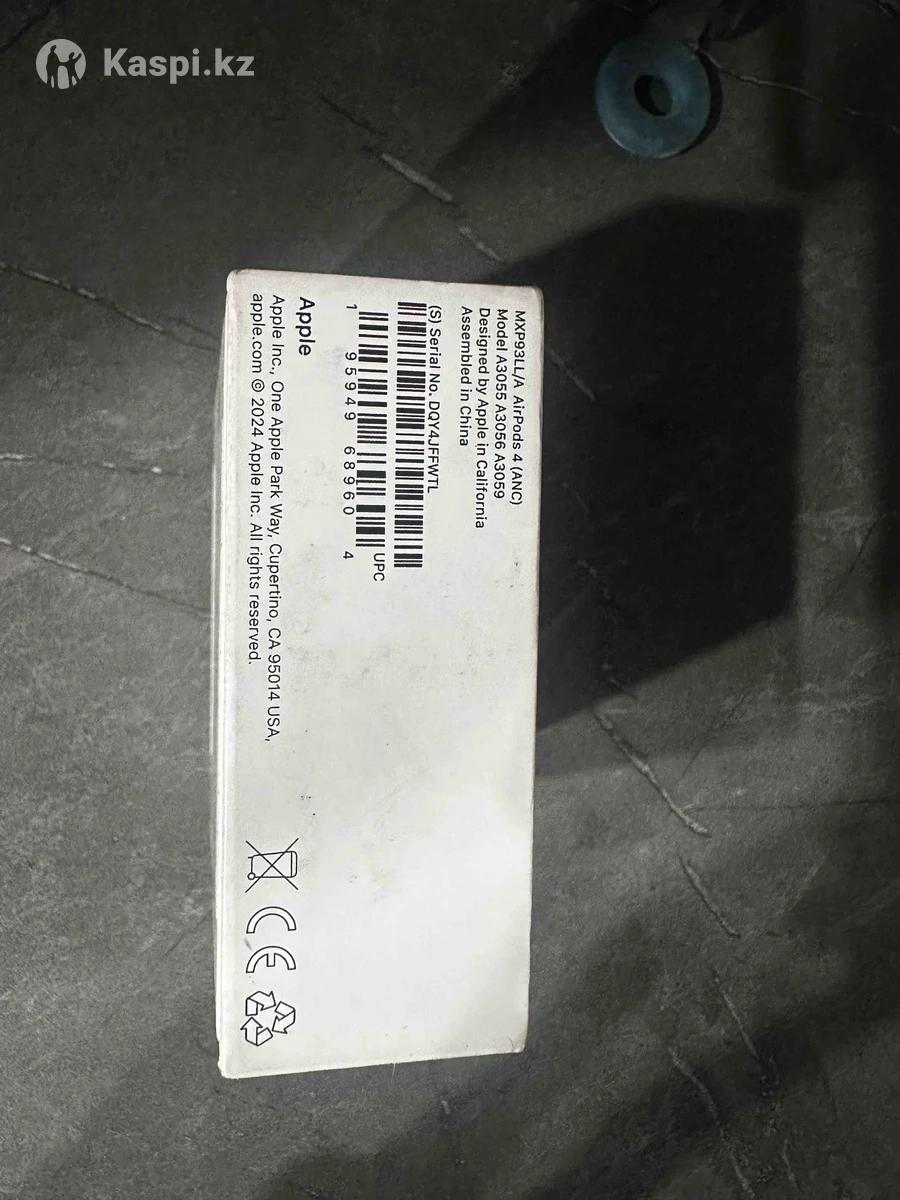 Kaspi.kz
MXP93LL/A AirPods 4 (ANC)
Model A3055 A3056 A3059
Designed by Apple in California
Assembled in China
(S) Serial No. DQY4JFFWTL
UPC
1 95949 68960 4
Apple
Apple Inc., One Apple Park Way, Cupertino, CA 95014 USA,
apple.com © 2024 Apple Inc. All rights reserved.
CE